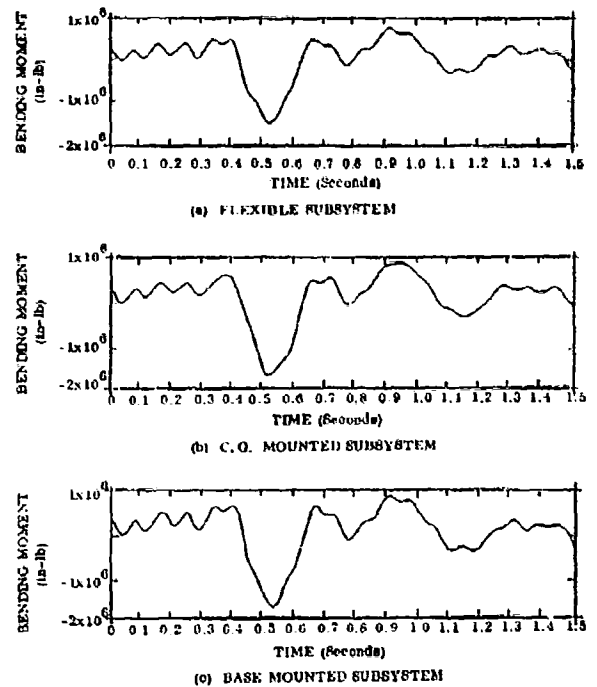 1x10⁶
BENDING MOMENT
(in-lb)
-1x10⁶
-2x10⁶
0 0.1 0.2 0.3 0.4 0.5 0.6 0.7 0.8 0.9 1.0 1.1 1.2 1.3 1.4 1.5
TIME (Seconds)
(a) FLEXIBLE SUBSYSTEM
1x10⁶
BENDING MOMENT
(in-lb)
-1x10⁶
-2x10⁶
0 0.1 0.2 0.3 0.4 0.5 0.6 0.7 0.8 0.9 1.0 1.1 1.2 1.3 1.4 1.5
TIME (Seconds)
(b) C.G. MOUNTED SUBSYSTEM
1x10⁶
BENDING MOMENT
(in-lb)
-1x10⁶
-2x10⁶
0 0.1 0.2 0.3 0.4 0.5 0.6 0.7 0.8 0.9 1.0 1.1 1.2 1.3 1.4 1.5
TIME (Seconds)
(c) BASE MOUNTED SUBSYSTEM